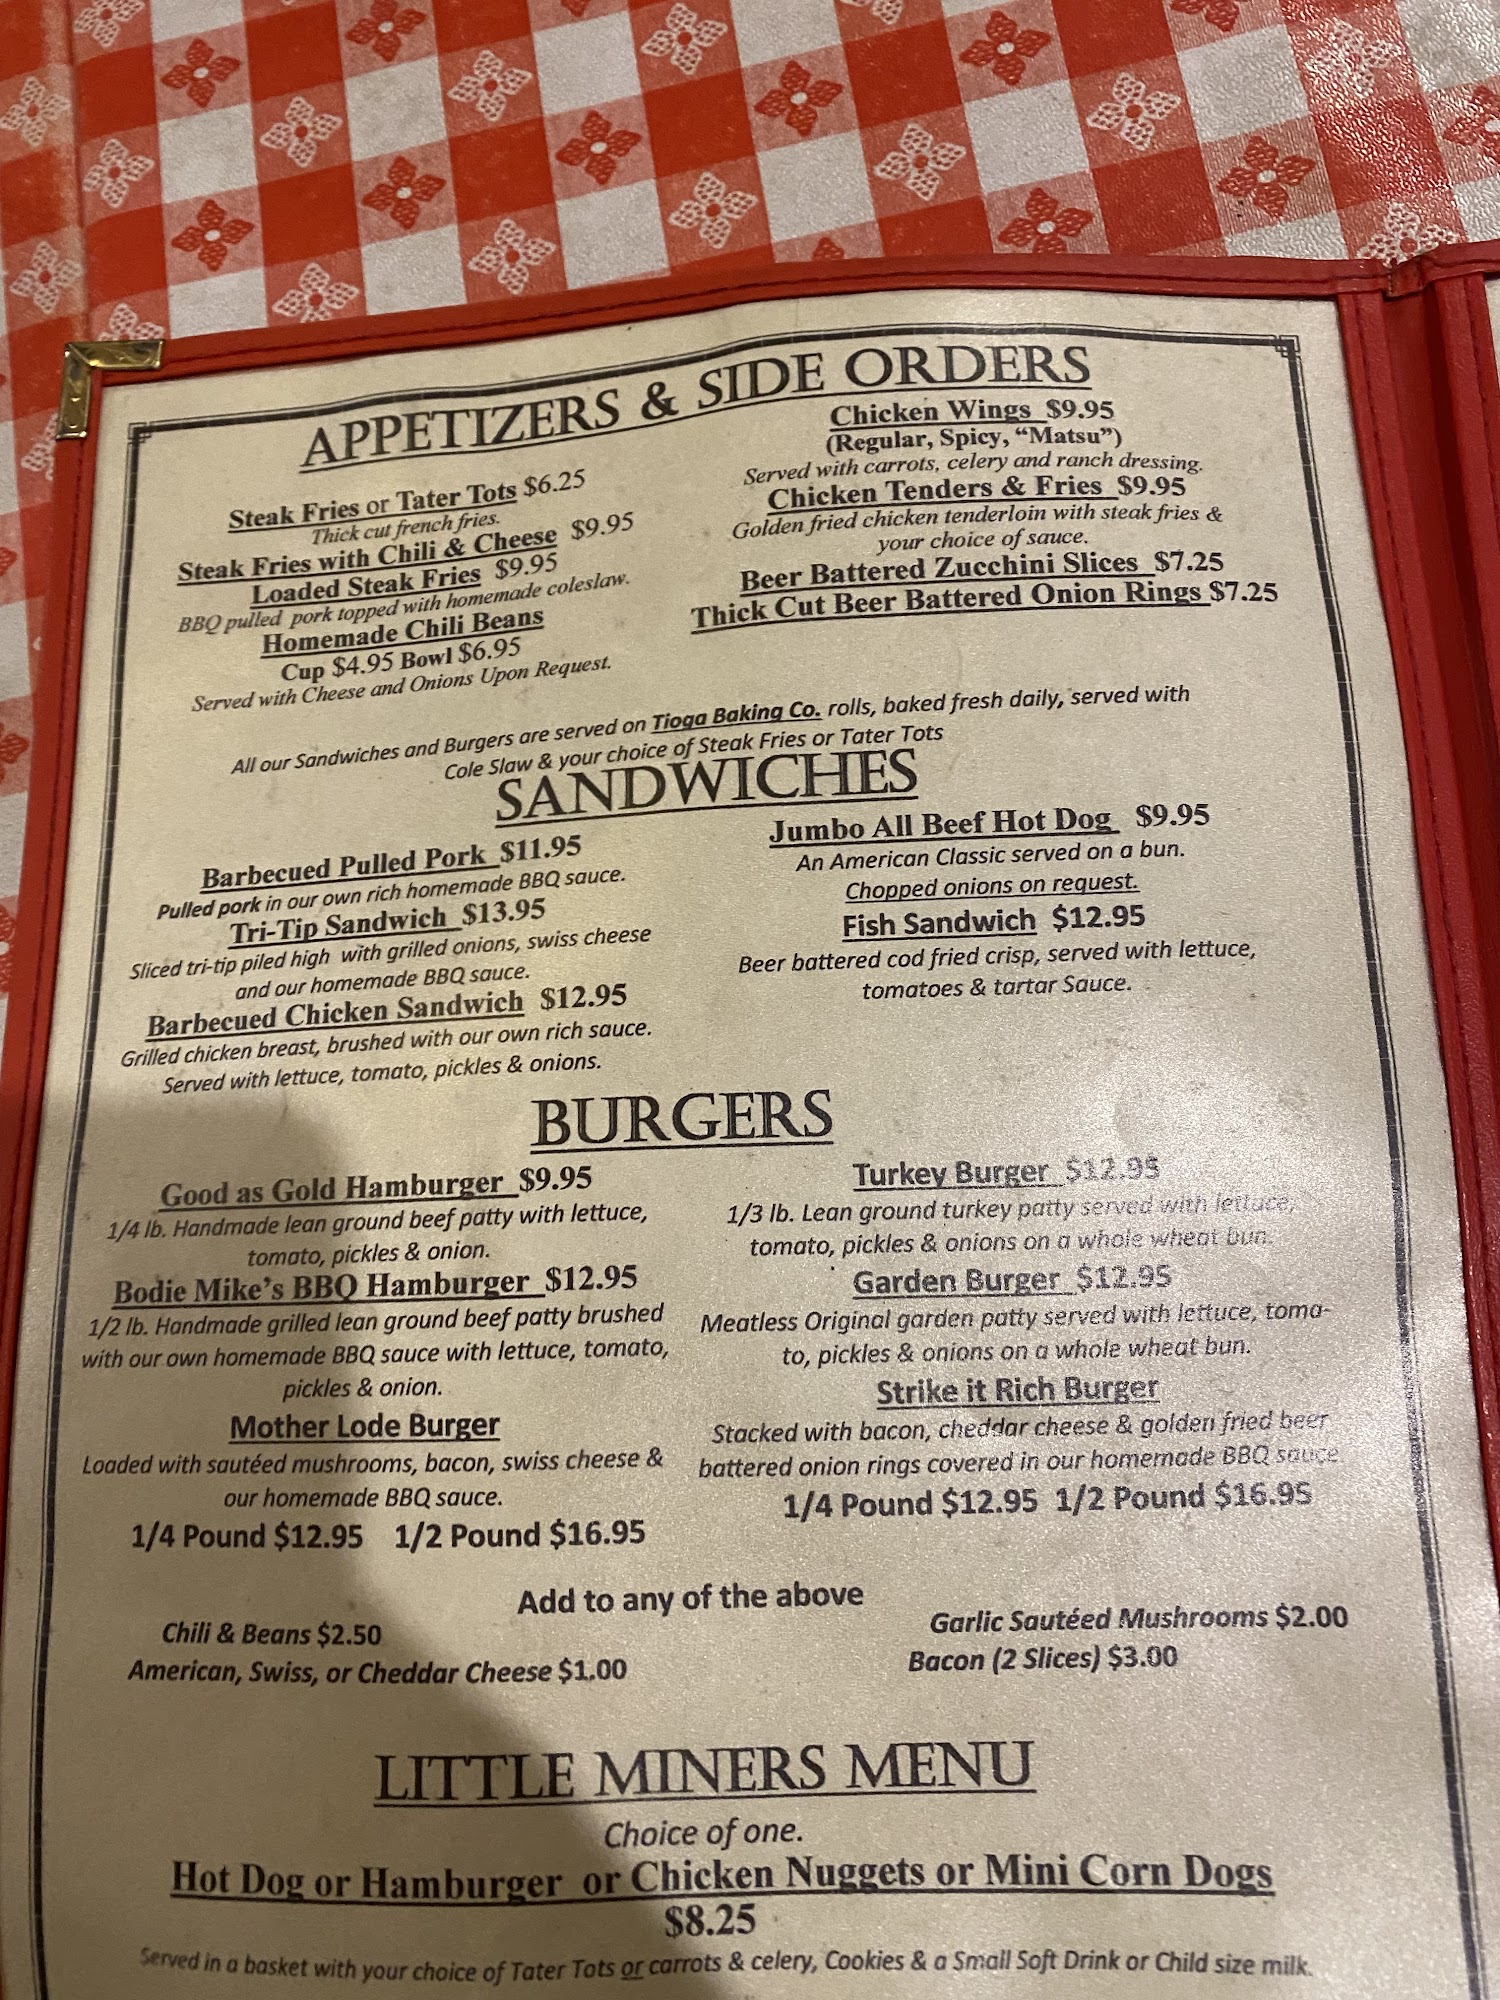 APPETIZERS & SIDE ORDERS
Steak Fries or Tater Tots $6.25
Thick cut french fries.
Steak Fries with Chili & Cheese $9.95
Loaded Steak Fries $9.95
BBQ pulled pork topped with homemade coleslaw.
Homemade Chili Beans
Cup $4.95 Bowl $6.95
Served with Cheese and Onions Upon Request.
Chicken Wings $9.95
(Regular, Spicy, “Matsu”)
Served with carrots, celery and ranch dressing.
Chicken Tenders & Fries $9.95
Golden fried chicken tenderloin with steak fries &
your choice of sauce.
Beer Battered Zucchini Slices $7.25
Thick Cut Beer Battered Onion Rings $7.25
All our Sandwiches and Burgers are served on Tioga Baking Co. rolls, baked fresh daily, served with
Cole Slaw & your choice of Steak Fries or Tater Tots
SANDWICHES
Barbecued Pulled Pork $11.95
Pulled pork in our own rich homemade BBQ sauce.
Tri-Tip Sandwich $13.95
Sliced tri-tip piled high with grilled onions, swiss cheese
and our homemade BBQ sauce.
Barbecued Chicken Sandwich $12.95
Grilled chicken breast, brushed with our own rich sauce.
Served with lettuce, tomato, pickles & onions.
Jumbo All Beef Hot Dog $9.95
An American Classic served on a bun.
Chopped onions on request.
Fish Sandwich $12.95
Beer battered cod fried crisp, served with lettuce,
tomatoes & tartar Sauce.
BURGERS
Good as Gold Hamburger $9.95
1/4 lb. Handmade lean ground beef patty with lettuce,
tomato, pickles & onion.
Bodie Mike’s BBQ Hamburger $12.95
1/2 lb. Handmade grilled lean ground beef patty brushed
with our own homemade BBQ sauce with lettuce, tomato,
pickles & onion.
Mother Lode Burger
Loaded with sautéed mushrooms, bacon, swiss cheese &
our homemade BBQ sauce.
1/4 Pound $12.95 1/2 Pound $16.95
Turkey Burger $12.95
1/3 lb. Lean ground turkey patty served with lettuce,
tomato, pickles & onions on a whole wheat bun.
Garden Burger $12.95
Meatless Original garden patty served with lettuce, toma-
to, pickles & onions on a whole wheat bun.
Strike it Rich Burger
Stacked with bacon, cheddar cheese & golden fried beer
battered onion rings covered in our homemade BBQ sauce
1/4 Pound $12.95 1/2 Pound $16.95
Add to any of the above
Chili & Beans $2.50
American, Swiss, or Cheddar Cheese $1.00
Garlic Sautéed Mushrooms $2.00
Bacon (2 Slices) $3.00
LITTLE MINERS MENU
Choice of one.
Hot Dog or Hamburger or Chicken Nuggets or Mini Corn Dogs
$8.25
Served in a basket with your choice of Tater Tots or carrots & celery, Cookies & a Small Soft Drink or Child size milk.